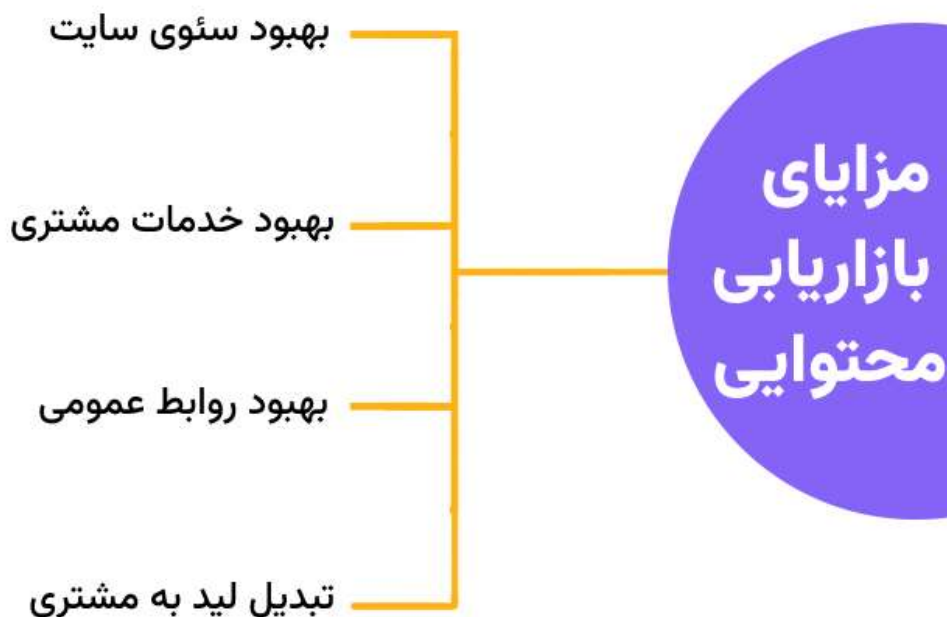 مزایای
بازاریابی
محتوایی
بهبود سئوی سایت
بهبود خدمات مشتری
بهبود روابط عمومی
تبدیل لید به مشتری